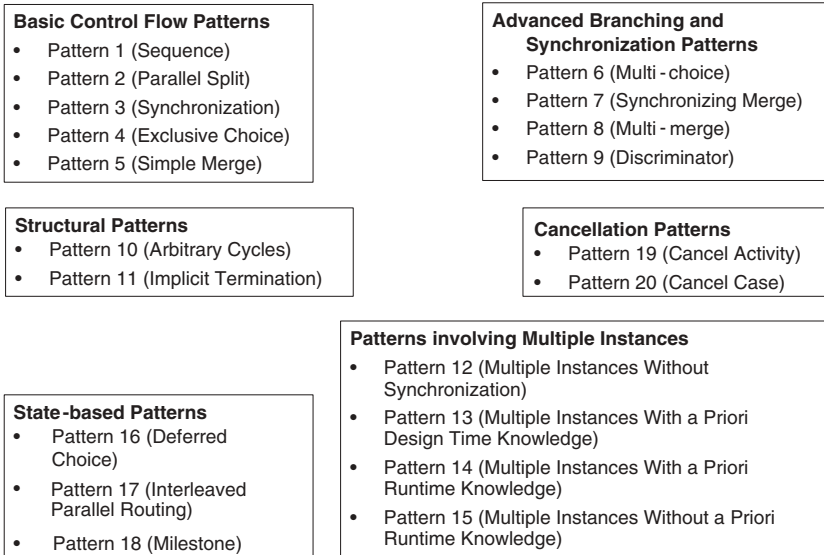 Basic Control Flow Patterns
• Pattern 1 (Sequence)
• Pattern 2 (Parallel Split)
• Pattern 3 (Synchronization)
• Pattern 4 (Exclusive Choice)
• Pattern 5 (Simple Merge)
Advanced Branching and
Synchronization Patterns
• Pattern 6 (Multi-choice)
• Pattern 7 (Synchronizing Merge)
• Pattern 8 (Multi-merge)
• Pattern 9 (Discriminator)
Structural Patterns
• Pattern 10 (Arbitrary Cycles)
• Pattern 11 (Implicit Termination)
Cancellation Patterns
• Pattern 19 (Cancel Activity)
• Pattern 20 (Cancel Case)
State-based Patterns
• Pattern 16 (Deferred
Choice)
• Pattern 17 (Interleaved
Parallel Routing)
• Pattern 18 (Milestone)
Patterns involving Multiple Instances
• Pattern 12 (Multiple Instances Without
Synchronization)
• Pattern 13 (Multiple Instances With a Priori
Design Time Knowledge)
• Pattern 14 (Multiple Instances With a Priori
Runtime Knowledge)
• Pattern 15 (Multiple Instances Without a Priori
Runtime Knowledge)